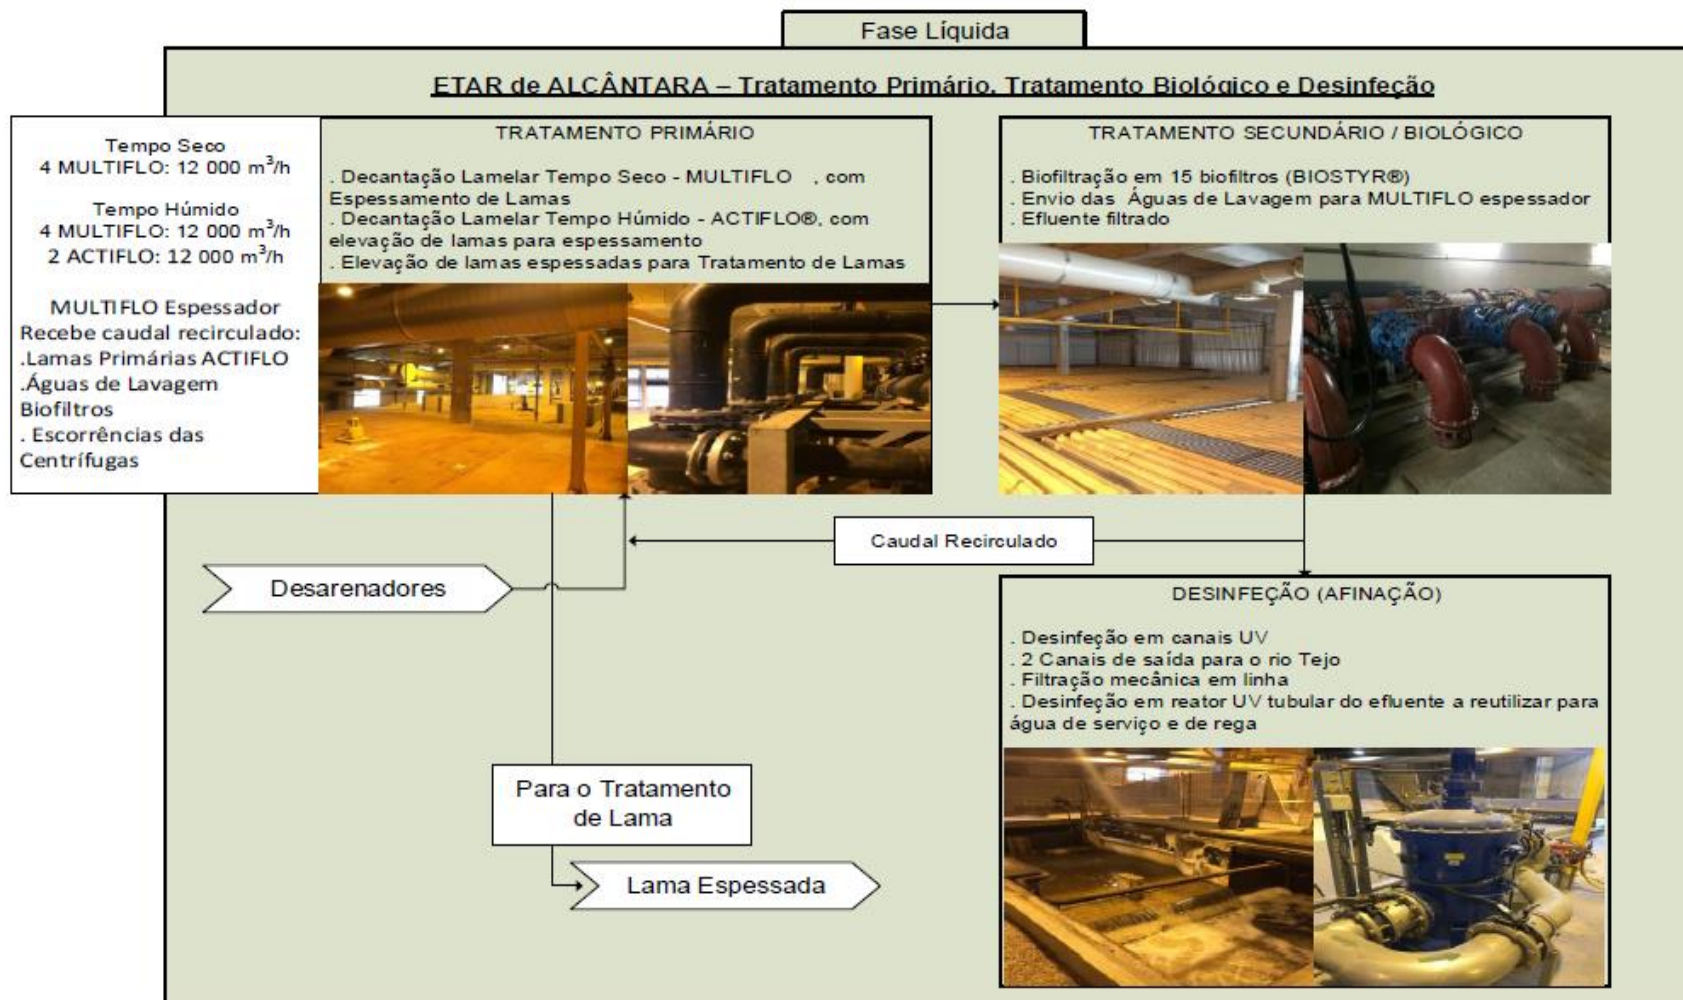 Fase Líquida
ETAR de ALCÂNTARA – Tratamento Primário, Tratamento Biológico e Desinfeção
Tempo Seco
4 MULTIFLO: 12 000 m³/h
Tempo Húmido
4 MULTIFLO: 12 000 m³/h
2 ACTIFLO: 12 000 m³/h
MULTIFLO Espessador
Recebe caudal recirculado:
.Lamas Primárias ACTIFLO
.Águas de Lavagem
Biofiltros
. Escorrências das
Centrífugas
TRATAMENTO PRIMÁRIO
. Decantação Lamelar Tempo Seco - MULTIFLO , com
Espessamento de Lamas
. Decantação Lamelar Tempo Húmido - ACTIFLO®, com
elevação de lamas para espessamento
. Elevação de lamas espessadas para Tratamento de Lamas
TRATAMENTO SECUNDÁRIO / BIOLÓGICO
. Biofiltração em 15 biofiltros (BIOSTYR®)
. Envio das Águas de Lavagem para MULTIFLO espessador
. Efluente filtrado
Caudal Recirculado
Desarenadores
DESINFEÇÃO (AFINAÇÃO)
. Desinfeção em canais UV
. 2 Canais de saída para o rio Tejo
. Filtração mecânica em linha
. Desinfeção em reator UV tubular do efluente a reutilizar para
água de serviço e de rega
Para o Tratamento
de Lama
Lama Espessada